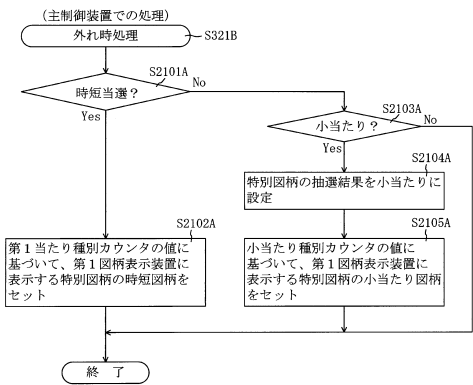 (主制御装置での処理)
外れ時処理
S321B
S2101A
時短当選?
No
Yes
S2103A
小当たり?
No
Yes
S2104A
特別図柄の抽選結果を小当たりに
設定
S2102A
第1当たり種別カウンタの値に
基づいて、第1図柄表示装置に
表示する特別図柄の時短図柄を
セット
S2105A
小当たり種別カウンタの値に
基づいて、第1図柄表示装置に
表示する特別図柄の小当たり図柄
をセット
終 了